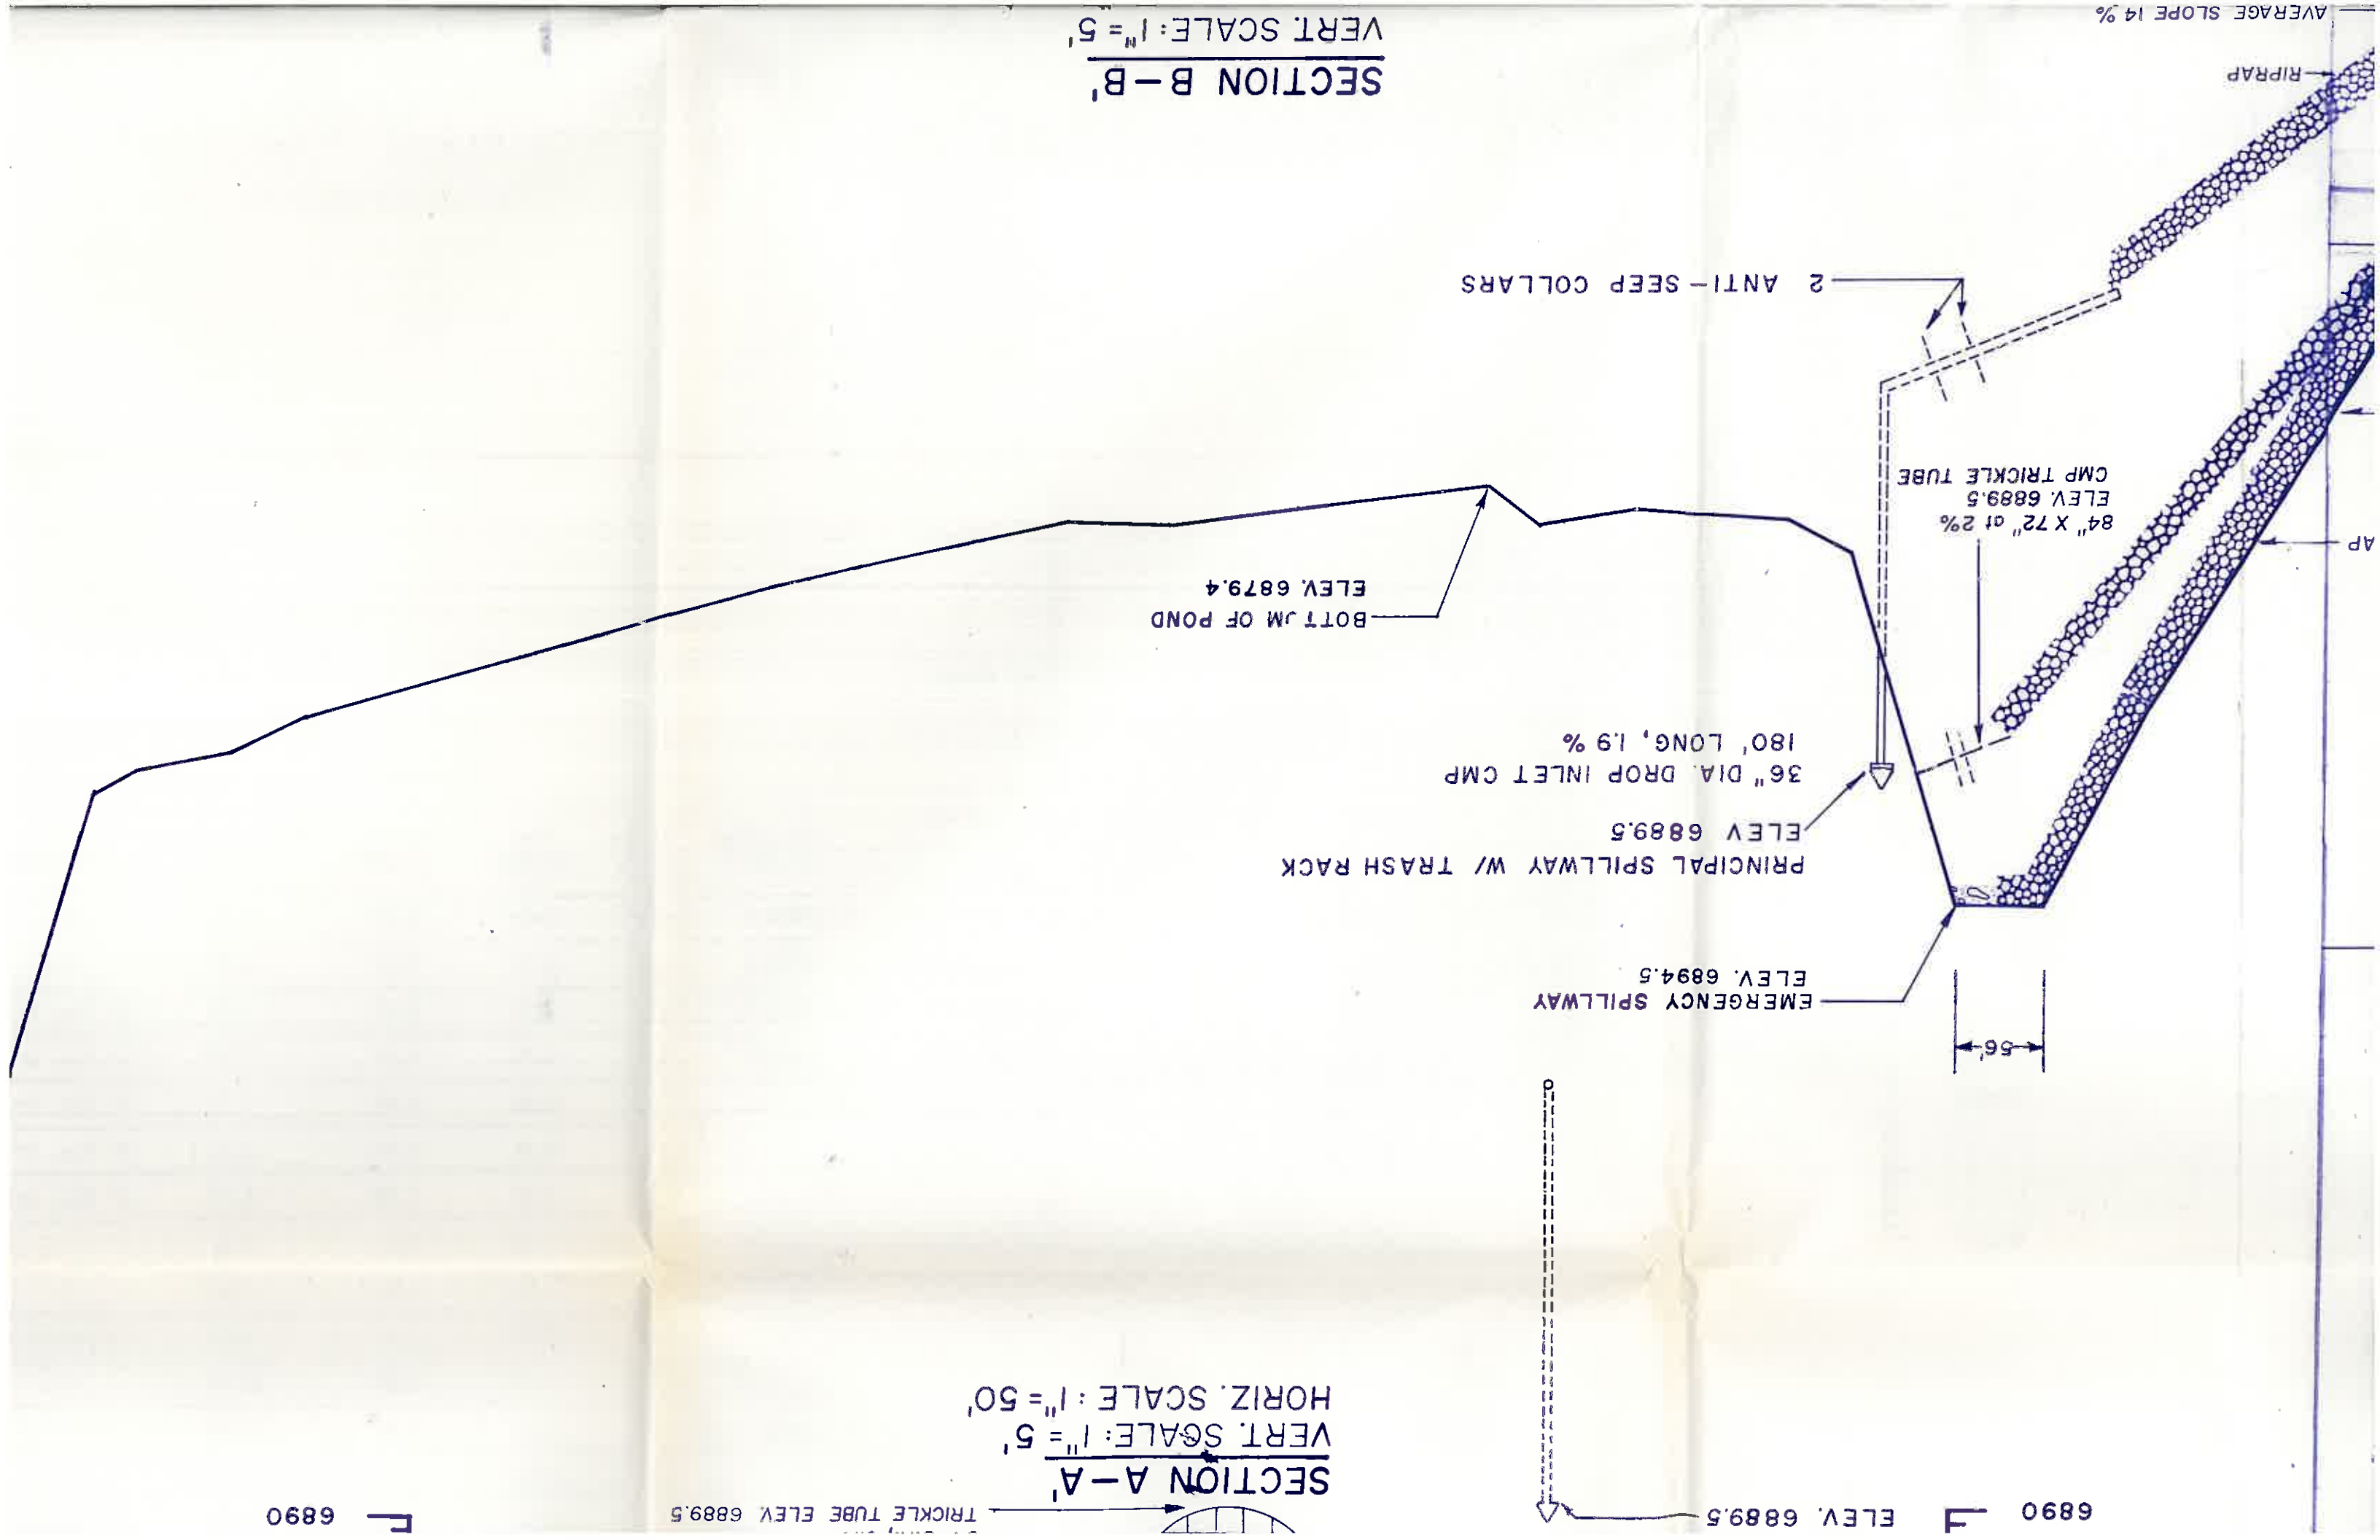 6890
ELEV. 6889.5
TRICKLE TUBE ELEV. 6889.5
6890
SECTION A-A'
VERT. SCALE: 1" = 5'
HORIZ. SCALE: 1" = 50'
56'
EMERGENCY SPILLWAY
ELEV. 6894.5
PRINCIPAL SPILLWAY W/ TRASH RACK
ELEV 6889.5
36" DIA. DROP INLET CMP
180' LONG, 1.9 %
BOTTOM OF POND
ELEV. 6879.4
AP
84" X 72" at 2%
ELEV. 6889.5
CMP TRICKLE TUBE
2 ANTI-SEEP COLLARS
RIPRAP
SECTION B-B'
VERT. SCALE: 1" = 5'
AVERAGE SLOPE 14 %